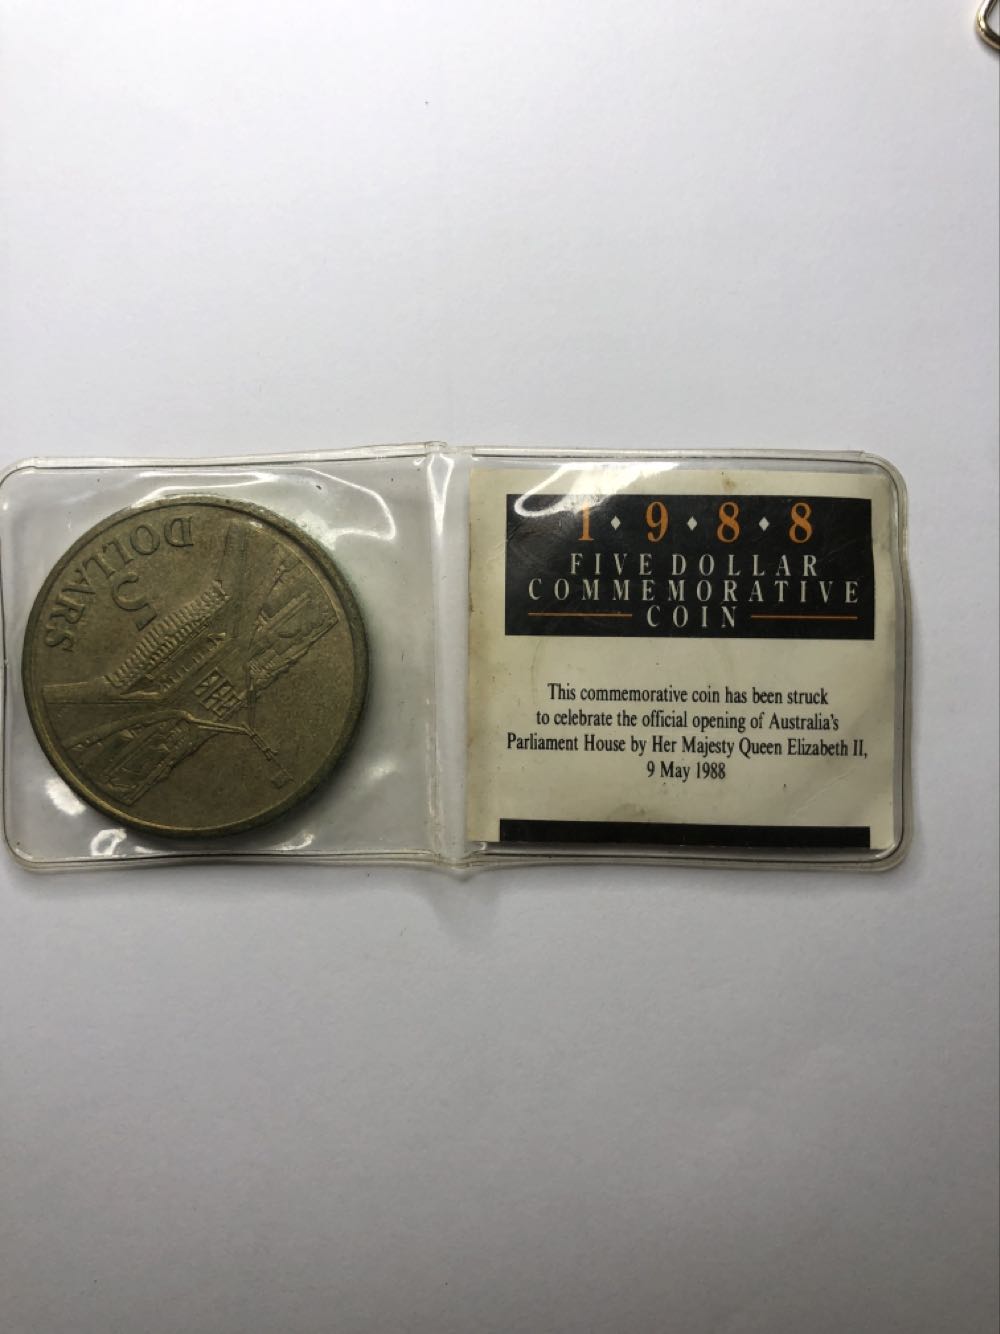 5
DOLLARS
1 ♦ 9 ♦ 8 ♦ 8
FIVE DOLLAR
COMMEMORATIVE
COIN
This commemorative coin has been struck
to celebrate the official opening of Australia's
Parliament House by Her Majesty Queen Elizabeth II,
9 May 1988